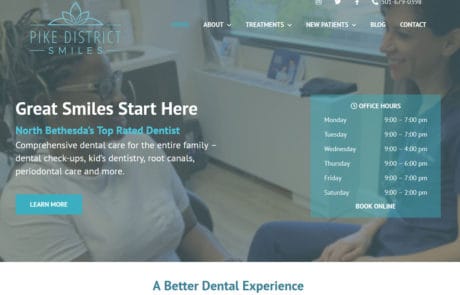 501-679-0398
PIKE DISTRICT
SMILES
HOME ABOUT TREATMENTS NEW PATIENTS BLOG CONTACT
Great Smiles Start Here
North Bethesda's Top Rated Dentist
Comprehensive dental care for the entire family –
dental check-ups, kid's dentistry, root canals,
periodontal care and more.
LEARN MORE
OFFICE HOURS
Monday 9:00 – 7:00 pm
Tuesday 9:00 – 7:00 pm
Wednesday 9:00 – 4:00 pm
Thursday 9:00 – 6:00 pm
Friday 9:00 – 7:00 pm
Saturday 9:00 – 2:00 pm
BOOK ONLINE
A Better Dental Experience